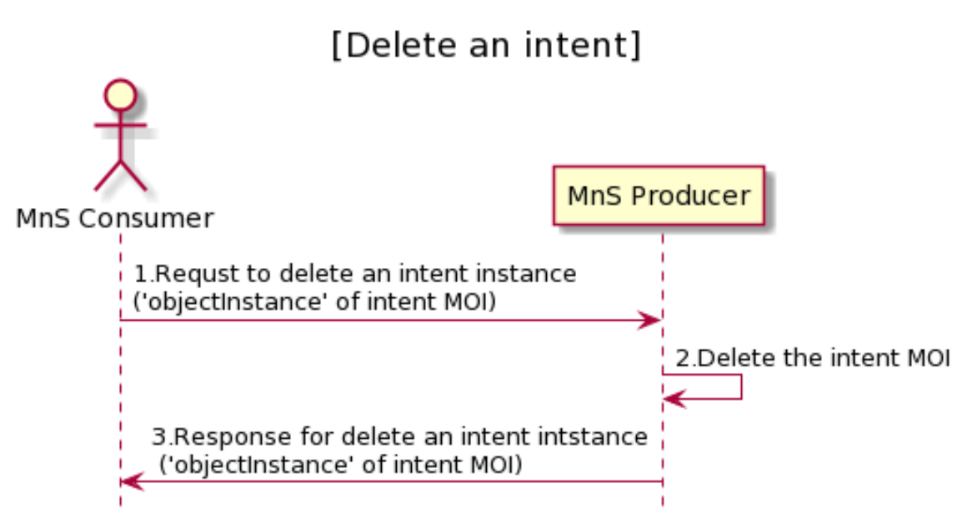 [Delete an intent]
MnS Consumer
MnS Producer
1.Requst to delete an intent instance
('objectInstance' of intent MOI)
2.Delete the intent MOI
3.Response for delete an intent intstance
('objectInstance' of intent MOI)